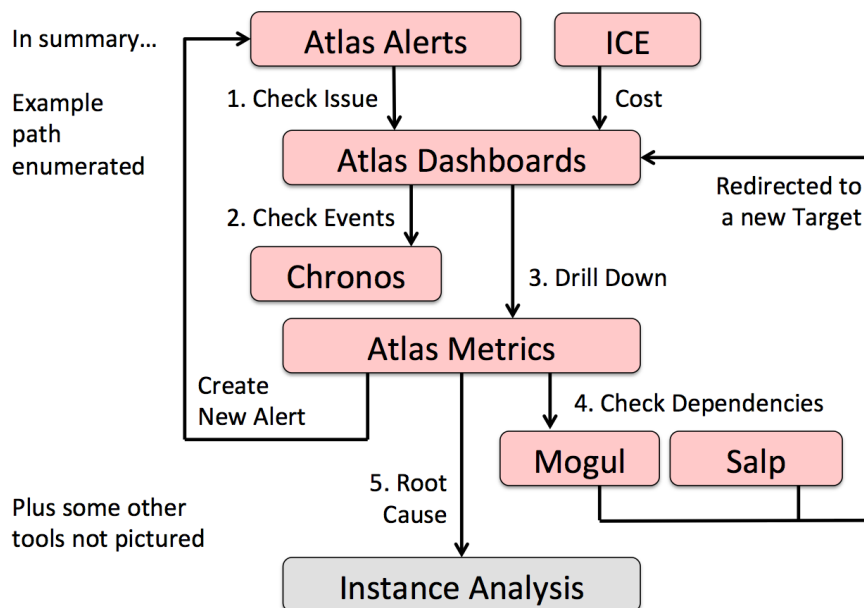 In summary...
Atlas Alerts
ICE
Example
path
enumerated
1. Check Issue
Cost
Atlas Dashboards
Redirected to
a new Target
2. Check Events
Chronos
3. Drill Down
Atlas Metrics
Create
New Alert
4. Check Dependencies
Mogul
Salp
5. Root
Cause
Plus some other
tools not pictured
Instance Analysis